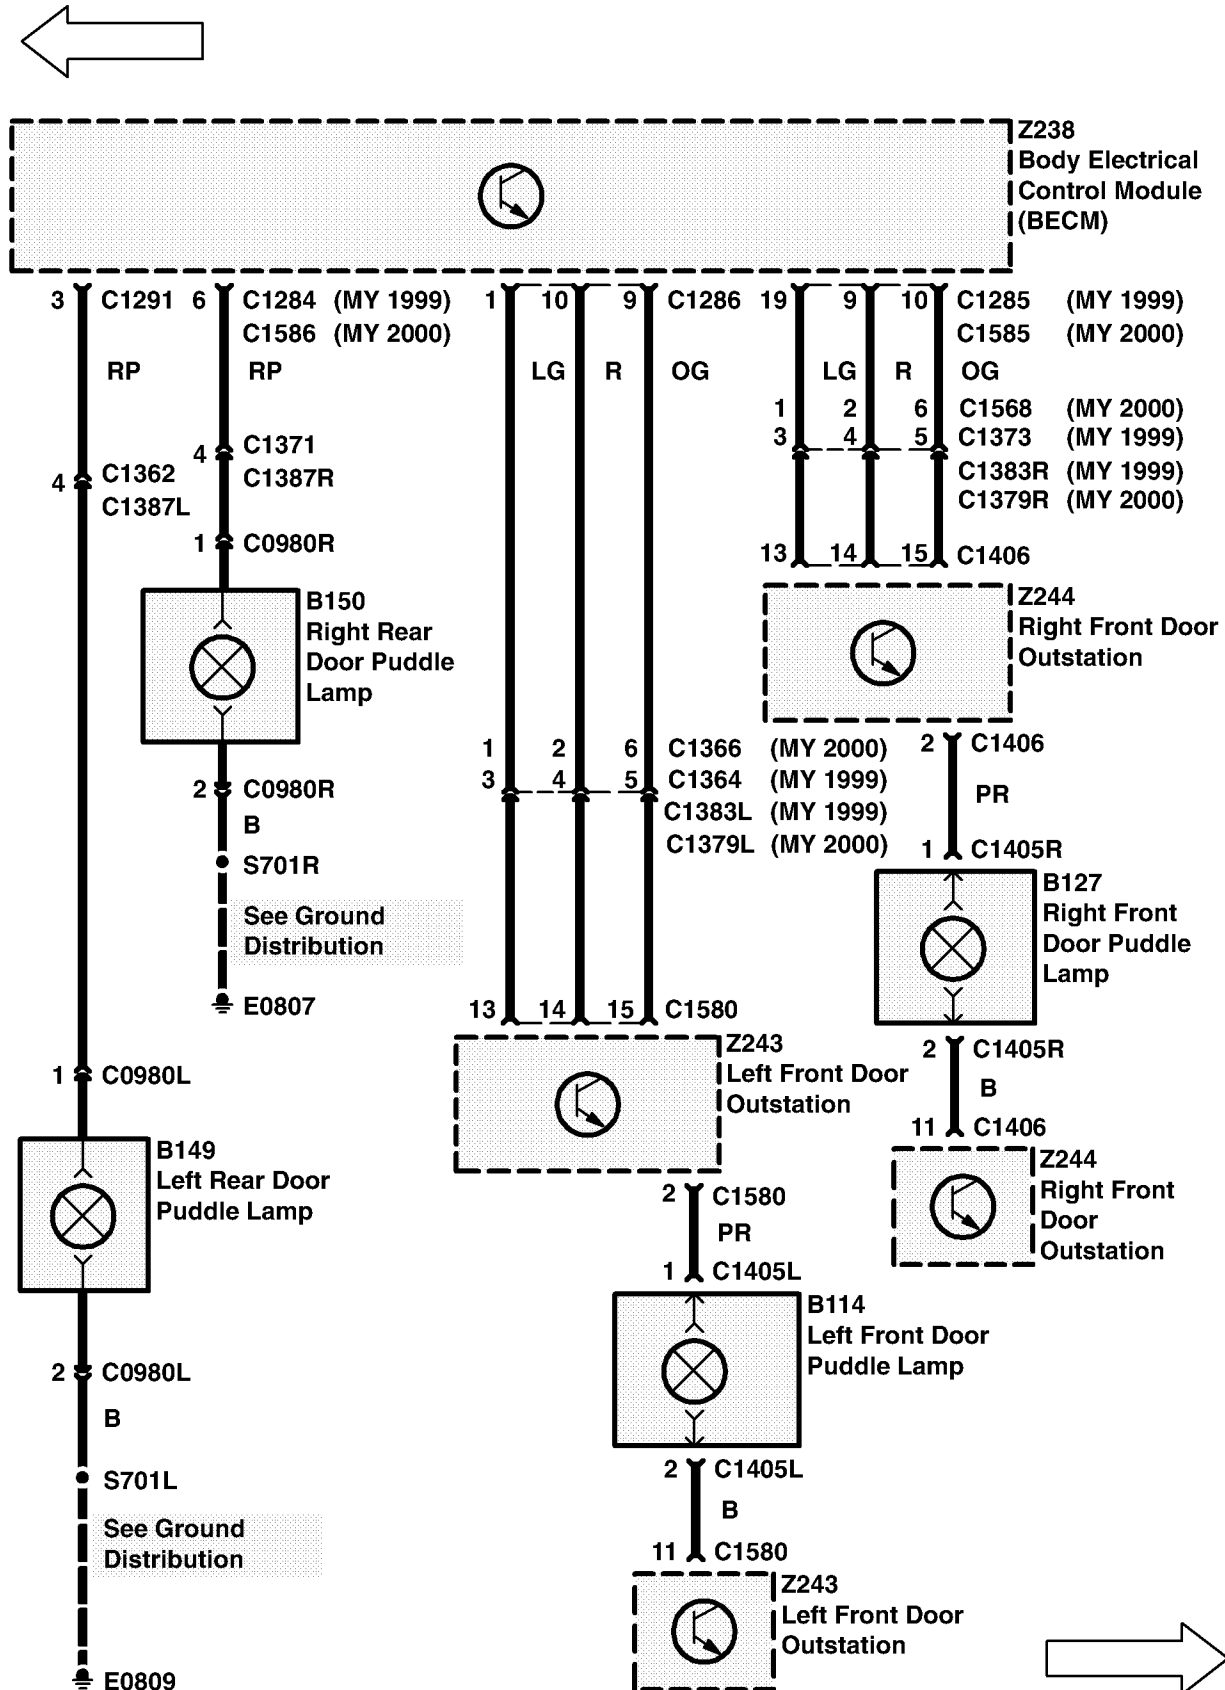 Z238
Body Electrical
Control Module
(BECM)
3 C1291 6 C1284 (MY 1999) 1 10 9 C1286 19 9 10 C1285 (MY 1999)
C1586 (MY 2000) C1585 (MY 2000)
RP RP LG R OG LG R OG
1 2 6 C1568 (MY 2000)
3 4 5 C1373 (MY 1999)
4 C1371
C1387R
C1383R (MY 1999)
C1379R (MY 2000)
4 C1362
C1387L
1 C0980R
13 14 15 C1406
B150
Right Rear
Door Puddle
Lamp
Z244
Right Front Door
Outstation
2 C1406
PR
1 2 6 C1366 (MY 2000)
3 4 5 C1364 (MY 1999)
C1383L (MY 1999)
C1379L (MY 2000)
2 C0980R
B
S701R
See Ground
Distribution
E0807
1 C1405R
B127
Right Front
Door Puddle
Lamp
13 14 15 C1580
Z243
Left Front Door
Outstation
2 C1405R
B
11 C1406
Z244
Right Front
Door
Outstation
1 C0980L
B149
Left Rear Door
Puddle Lamp
2 C1580
PR
1 C1405L
B114
Left Front Door
Puddle Lamp
2 C0980L
B
S701L
See Ground
Distribution
E0809
2 C1405L
B
11 C1580
Z243
Left Front Door
Outstation